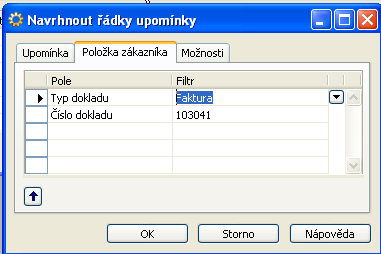 Navrhnout řádky upomínky
Upomínka Položka zákazníka Možnosti
Pole Filtr
Typ dokladu Faktura
Číslo dokladu 103041
OK Storno Nápověda